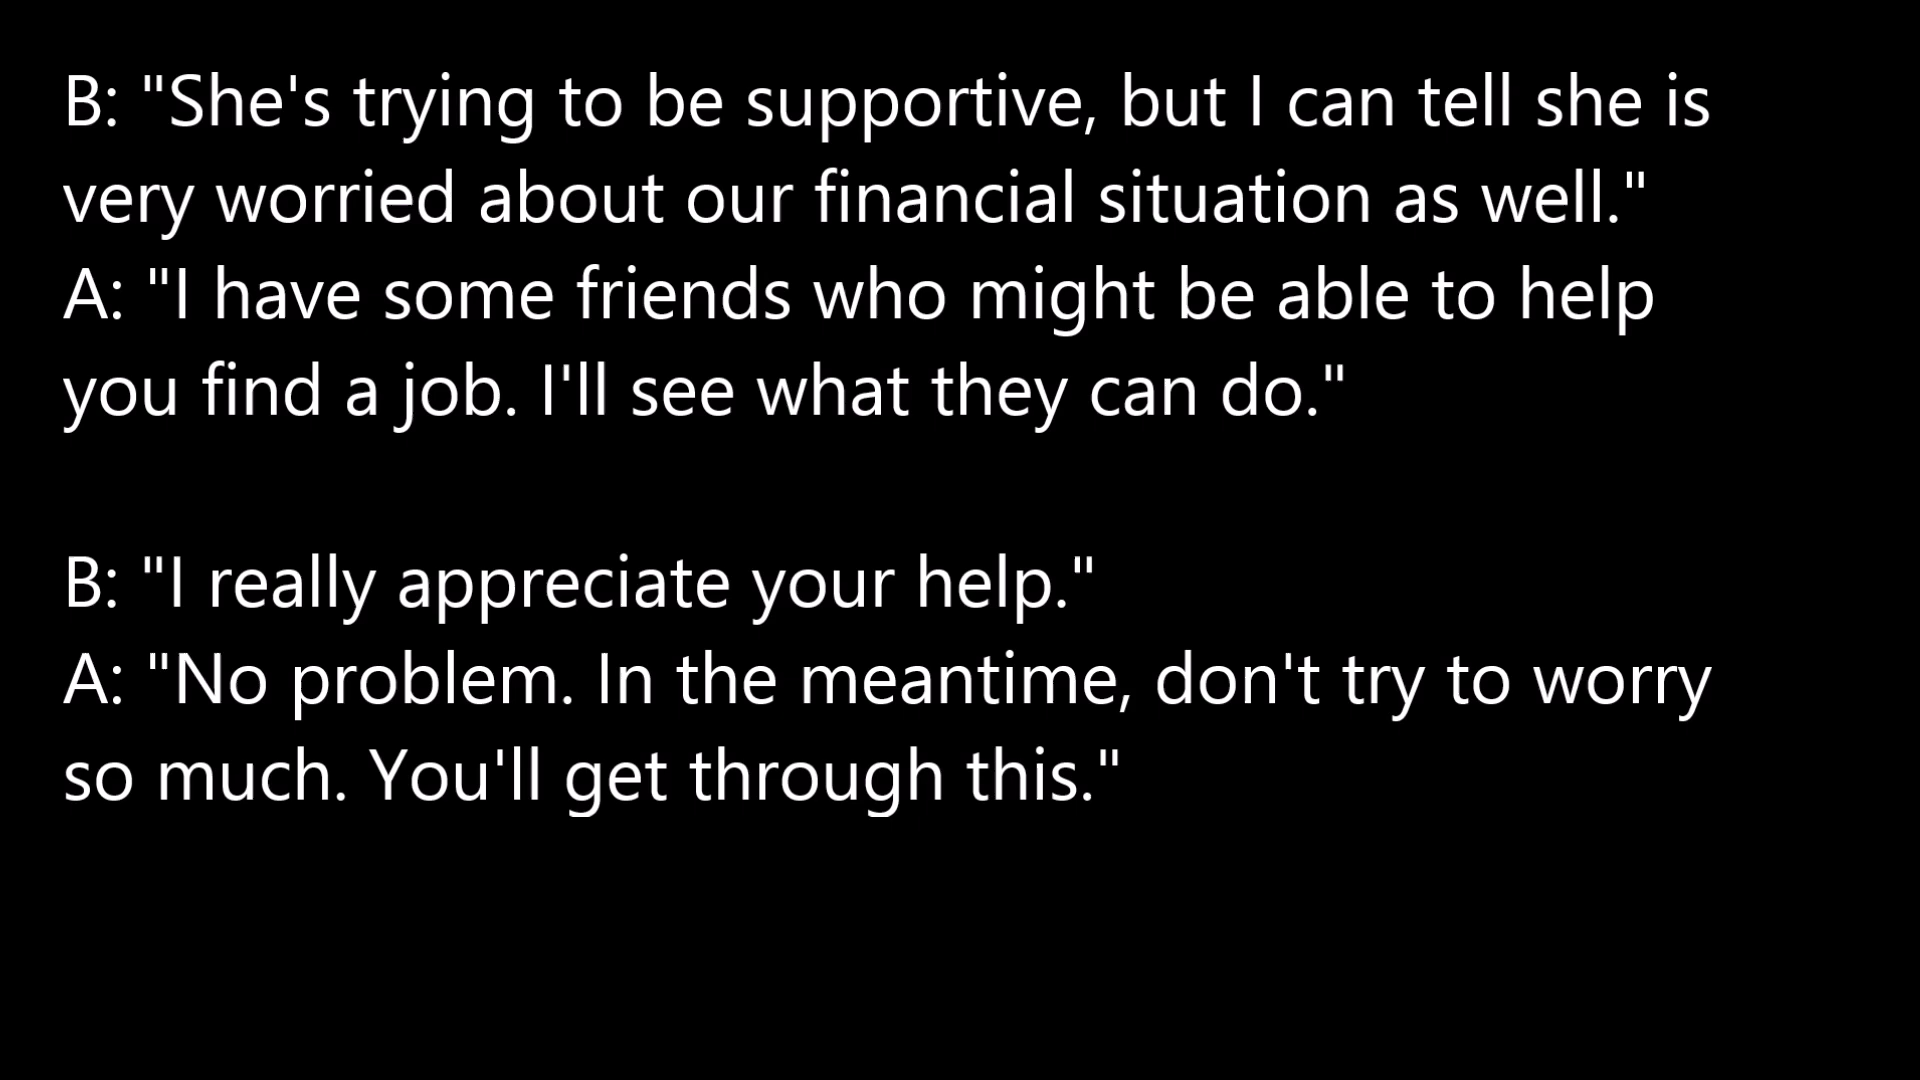 B: "She's trying to be supportive, but I can tell she is
very worried about our financial situation as well."
A: "I have some friends who might be able to help
you find a job. I'll see what they can do."
B: "I really appreciate your help."
A: "No problem. In the meantime, don't try to worry
so much. You'll get through this."